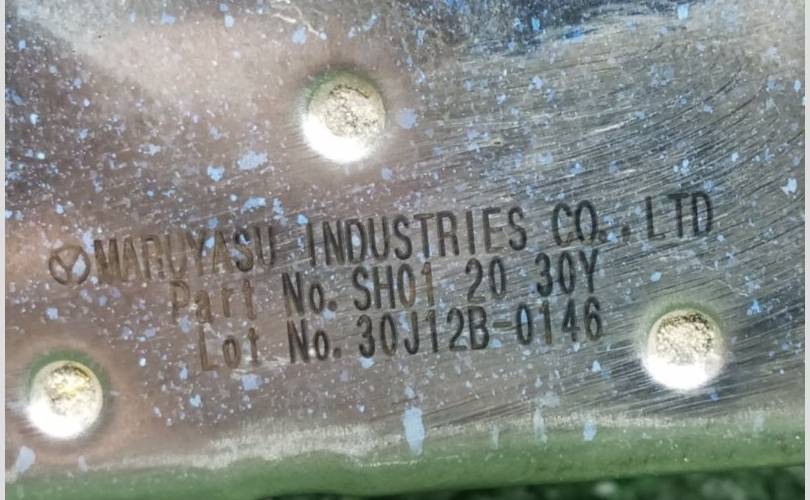 MARUYASU INDUSTRIES CO.,LTD
Part No. SH01 20 30Y
Lot No. 30J12B-0146